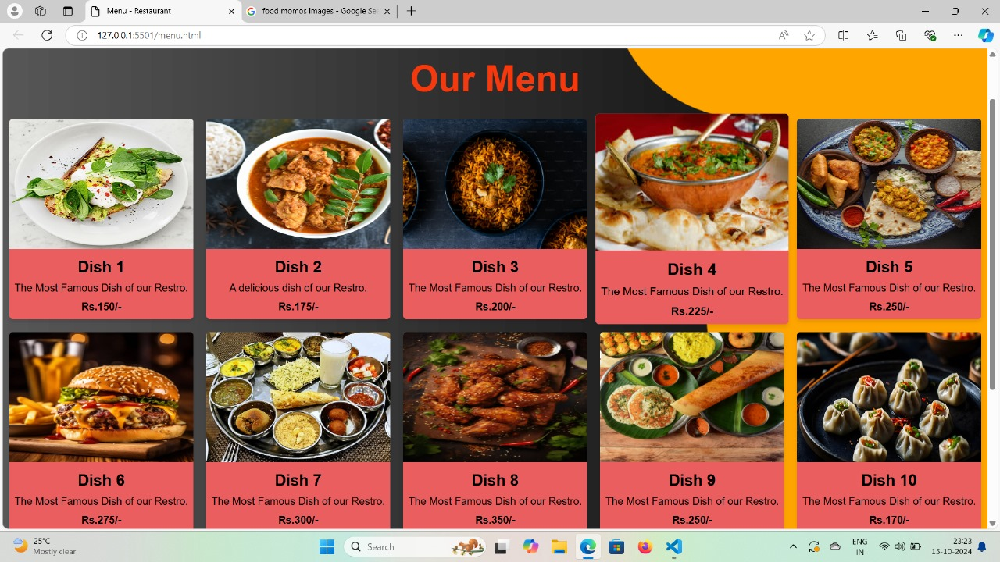 Menu - Restaurant
food momos images - Google Se
127.0.0.1:5501/menu.html
Our Menu
Dish 1
The Most Famous Dish of our Restro.
Rs.150/-
Dish 2
A delicious dish of our Restro.
Rs.175/-
Dish 3
The Most Famous Dish of our Restro.
Rs.200/-
Dish 4
The Most Famous Dish of our Restro.
Rs.225/-
Dish 5
The Most Famous Dish of our Restro.
Rs.250/-
Dish 6
The Most Famous Dish of our Restro.
Rs.275/-
Dish 7
The Most Famous Dish of our Restro.
Rs.300/-
Dish 8
The Most Famous Dish of our Restro.
Rs.350/-
Dish 9
The Most Famous Dish of our Restro.
Rs.250/-
Dish 10
The Most Famous Dish of our Restro.
Rs.170/-
25°C
Mostly clear
Search
ENG
IN
23:23
15-10-2024